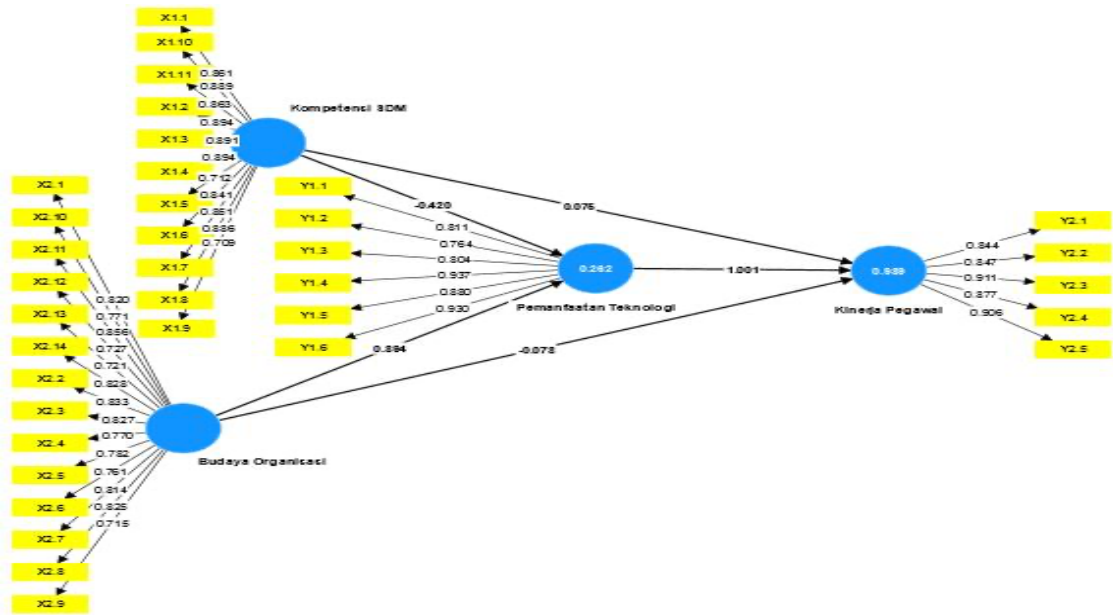 X1.1
X1.10
X1.11
X1.2
X1.3
X1.4
X1.5
X1.6
X1.7
X1.8
X1.9
0.861
0.889
0.863
0.894
0.891
0.894
0.712
0.841
0.851
0.886
0.709
Kompetensi SDM
X2.1
X2.10
X2.11
X2.12
X2.13
X2.14
X2.2
X2.3
X2.4
X2.5
X2.6
X2.7
X2.8
X2.9
0.820
0.771
0.856
0.727
0.721
0.828
0.833
0.827
0.770
0.782
0.761
0.814
0.825
0.715
Budaya Organisasi
Y1.1
Y1.2
Y1.3
Y1.4
Y1.5
Y1.6
0.811
0.764
0.804
0.937
0.880
0.930
-0.420
0.075
0.894
-0.078
1.001
0.262
Pemanfaatan Teknologi
0.989
Kinerja Pegawai
0.844
0.847
0.911
0.877
0.906
Y2.1
Y2.2
Y2.3
Y2.4
Y2.5